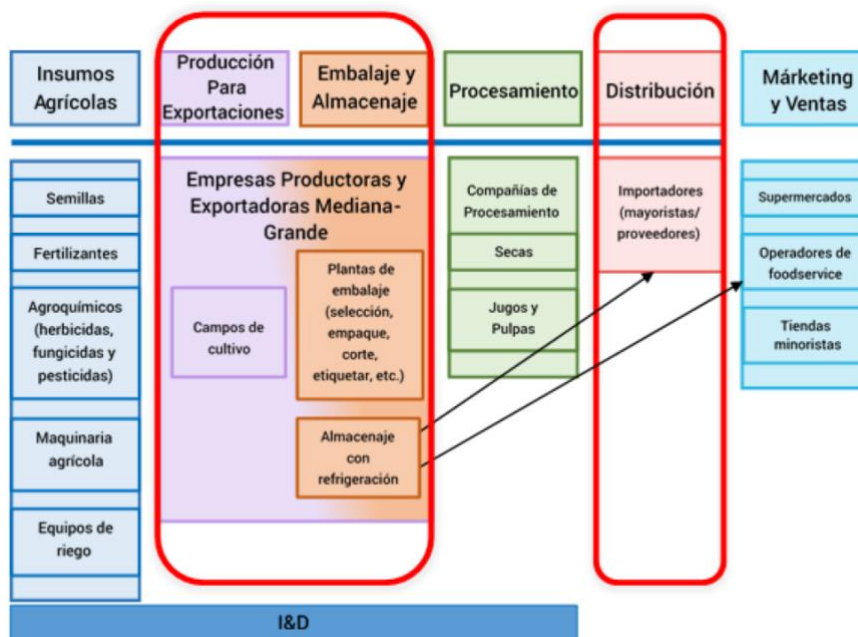 Insumos
Agrícolas
Producción
Para
Exportaciones
Embalaje y
Almacenaje
Procesamiento
Distribución
Márketing
y Ventas
Semillas
Fertilizantes
Agroquímicos
(herbicidas,
fungicidas y
pesticidas)
Maquinaria
agrícola
Equipos de
riego
Empresas Productoras y
Exportadoras Mediana-
Grande
Campos de
cultivo
Plantas de
embalaje
(selección,
empaque,
corte,
etiquetar, etc.)
Almacenaje
con
refrigeración
Compañías de
Procesamiento
Secas
Jugos y
Pulpas
Importadores
(mayoristas/
proveedores)
Supermercados
Operadores de
foodservice
Tiendas
minoristas
I&D